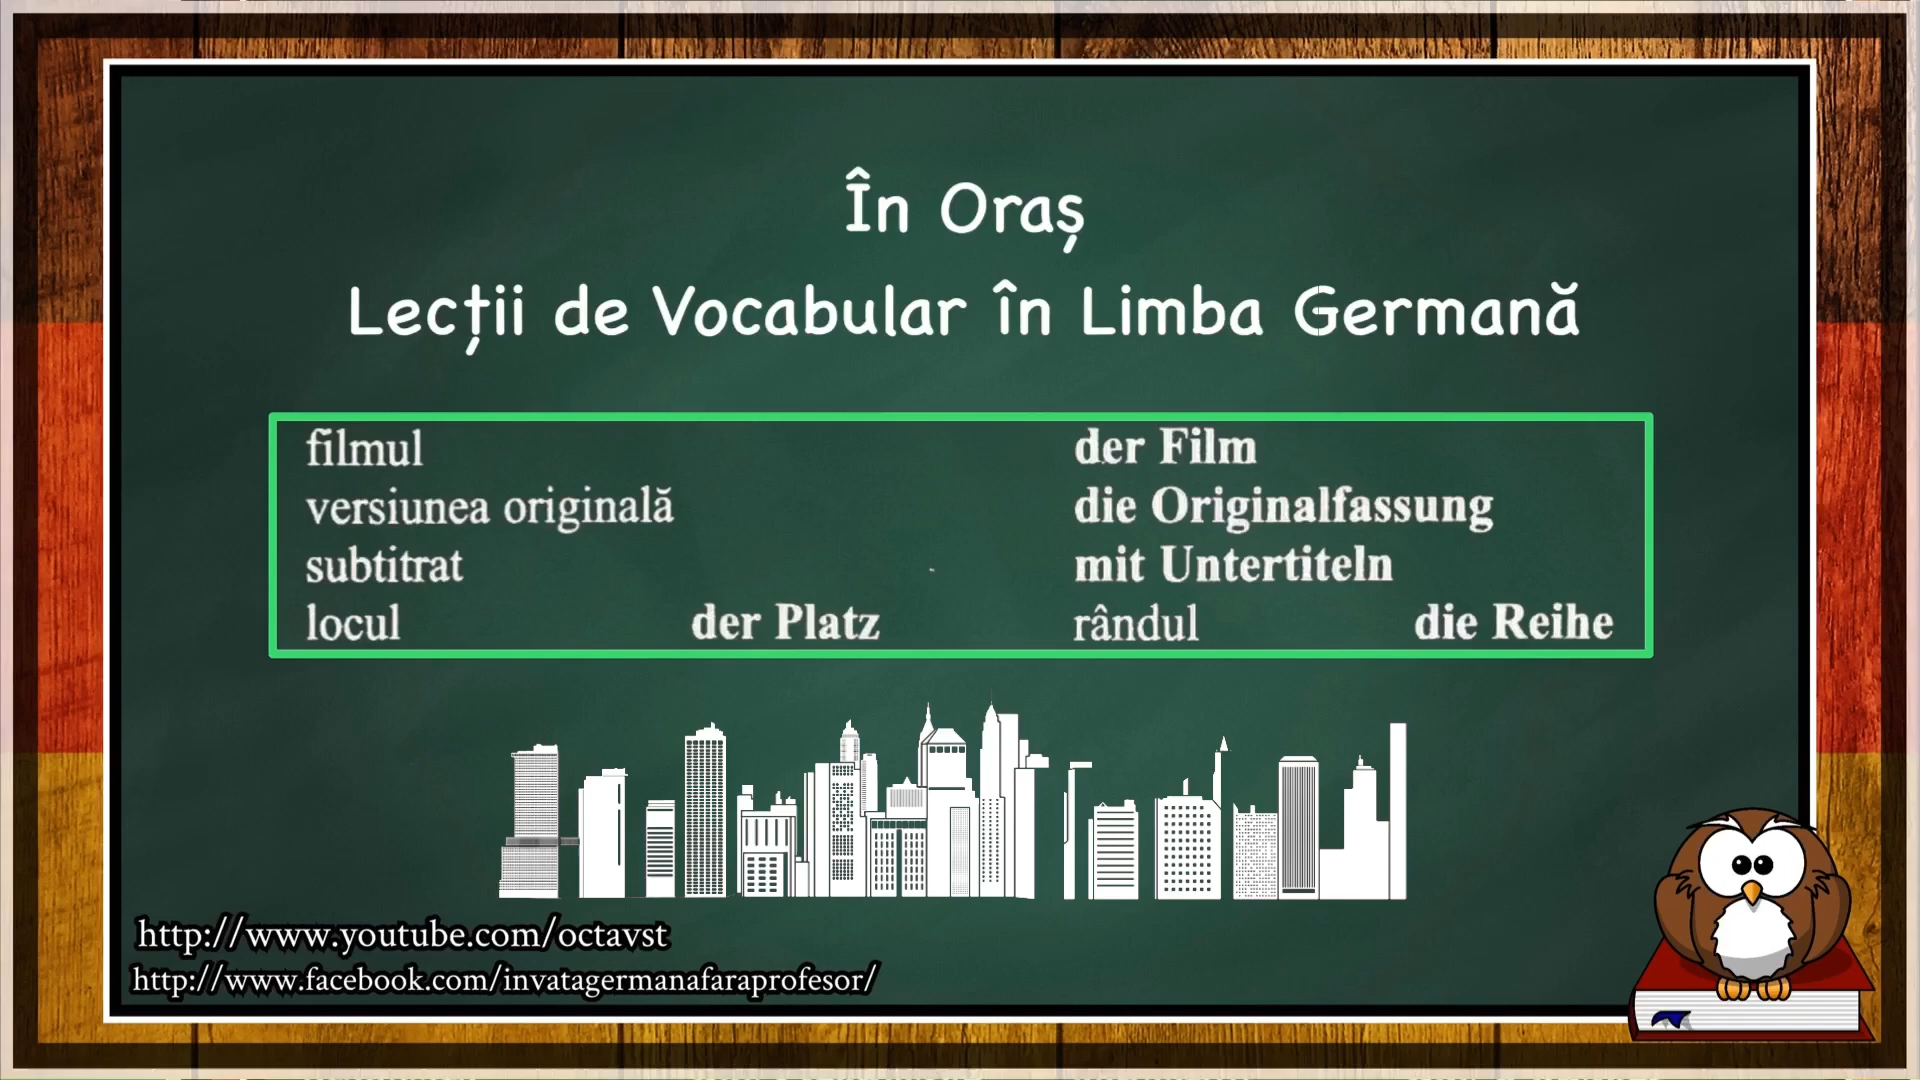 În Oraș
Lecții de Vocabular în Limba Germană
filmul der Film
versiunea originală die Originalfassung
subtitrat mit Untertiteln
locul der Platz rândul die Reihe
http://www.youtube.com/octavst
http://www.facebook.com/invatagermanafaraprofesor/